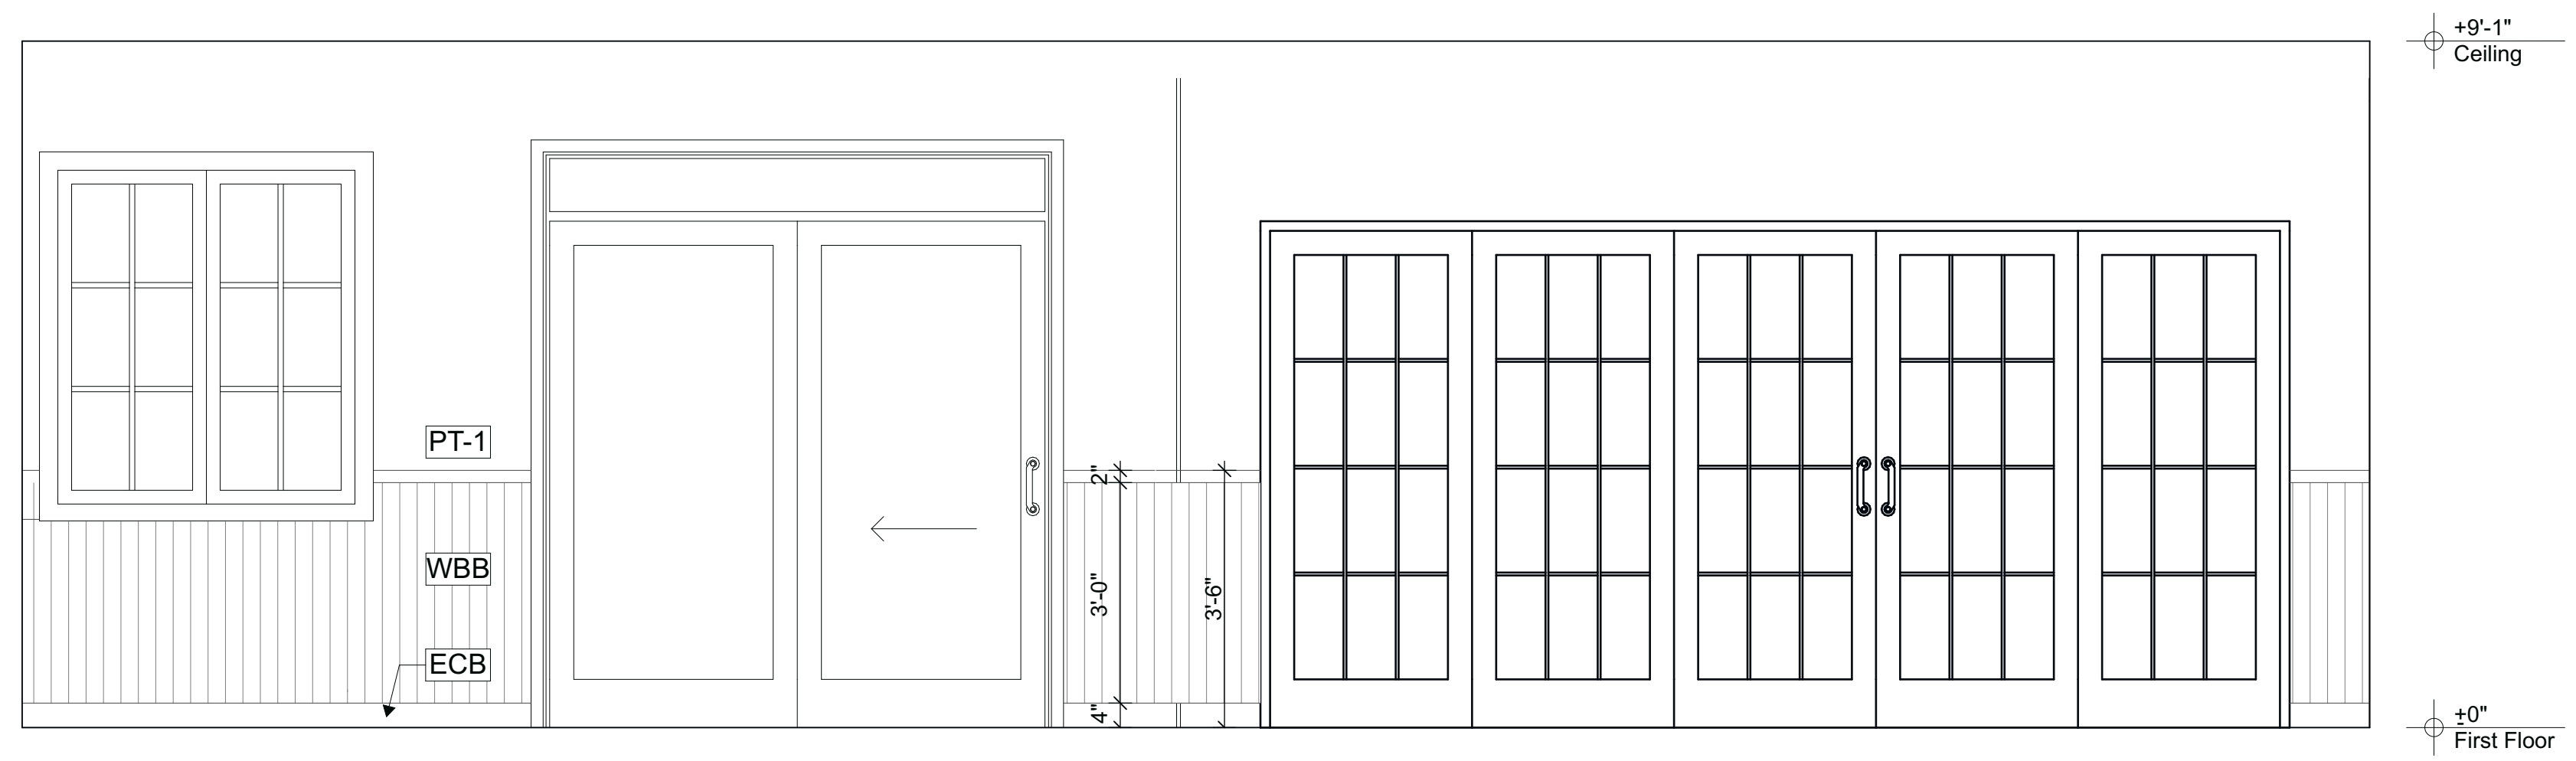 +9'-1"
Ceiling
PT-1
2"
WBB
3'-0"
3'-6"
ECB
4"
±0"
First Floor